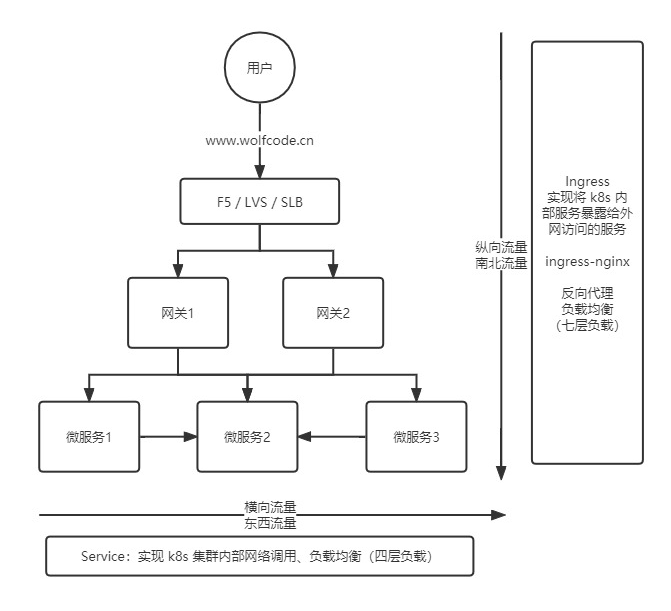 用户
www.wolfcode.cn
F5 / LVS / SLB
网关1
网关2
微服务1
微服务2
微服务3
纵向流量
南北流量
Ingress
实现将 k8s 内
部服务暴露给外
网访问的服务
ingress-nginx
反向代理
负载均衡
（七层负载）
横向流量
东西流量
Service：实现 k8s 集群内部网络调用、负载均衡（四层负载）